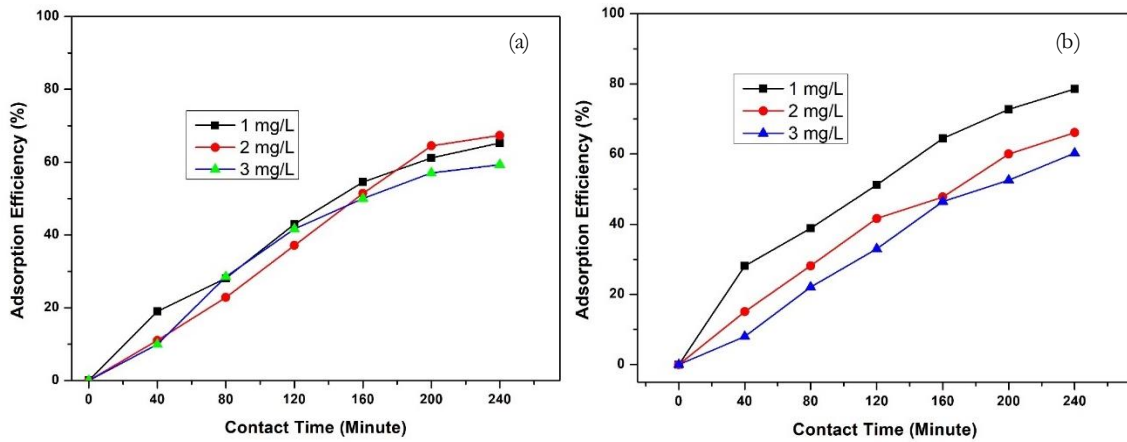 (a)
1 mg/L
2 mg/L
3 mg/L
100
80
60
40
20
0
0 40 80 120 160 200 240
Adsorption Efficiency (%)
Contact Time (Minute)
(b)
1 mg/L
2 mg/L
3 mg/L
100
80
60
40
20
0
0 40 80 120 160 200 240
Adsorption Efficiency (%)
Contact Time (Minute)